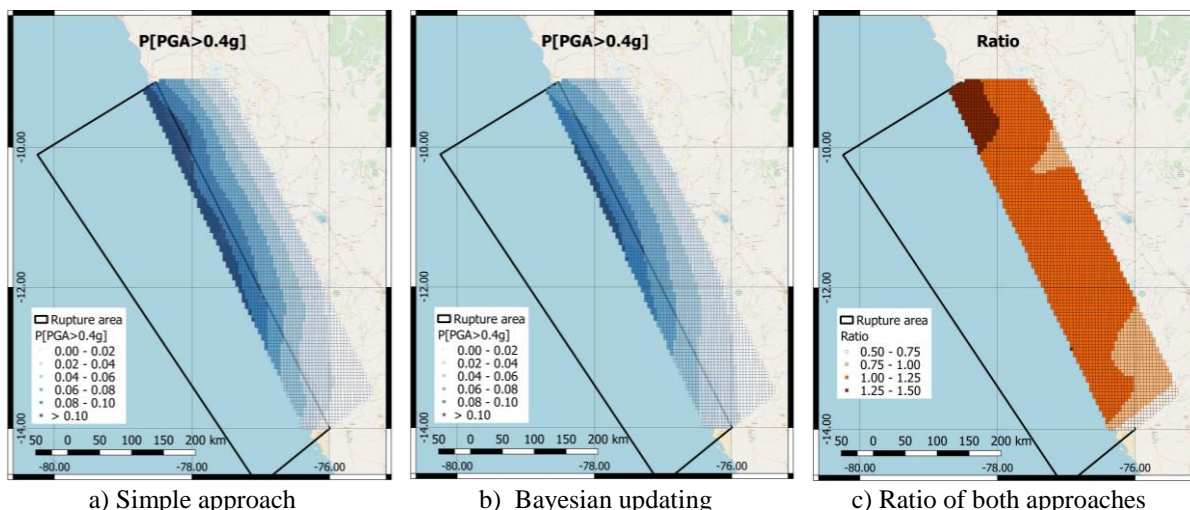 P[PGA>0.4g]
-10.00
-12.00
-14.00
Rupture area
P[PGA>0.4g]
0.00 - 0.02
0.02 - 0.04
0.04 - 0.06
0.06 - 0.08
0.08 - 0.10
> 0.10
50 0 50 100 150 200 km
-80.00 -78.00 -76.00
a) Simple approach
P[PGA>0.4g]
-10.00
-12.00
-14.00
Rupture area
P[PGA>0.4g]
0.00 - 0.02
0.02 - 0.04
0.04 - 0.06
0.06 - 0.08
0.08 - 0.10
> 0.10
50 0 50 100 150 200 km
-80.00 -78.00 -76.00
b) Bayesian updating
Ratio
-10.00
-12.00
-14.00
Rupture area
Ratio
0.50 - 0.75
0.75 - 1.00
1.00 - 1.25
1.25 - 1.50
50 0 50 100 150 200 km
-80.00 -78.00 -76.00
c) Ratio of both approaches